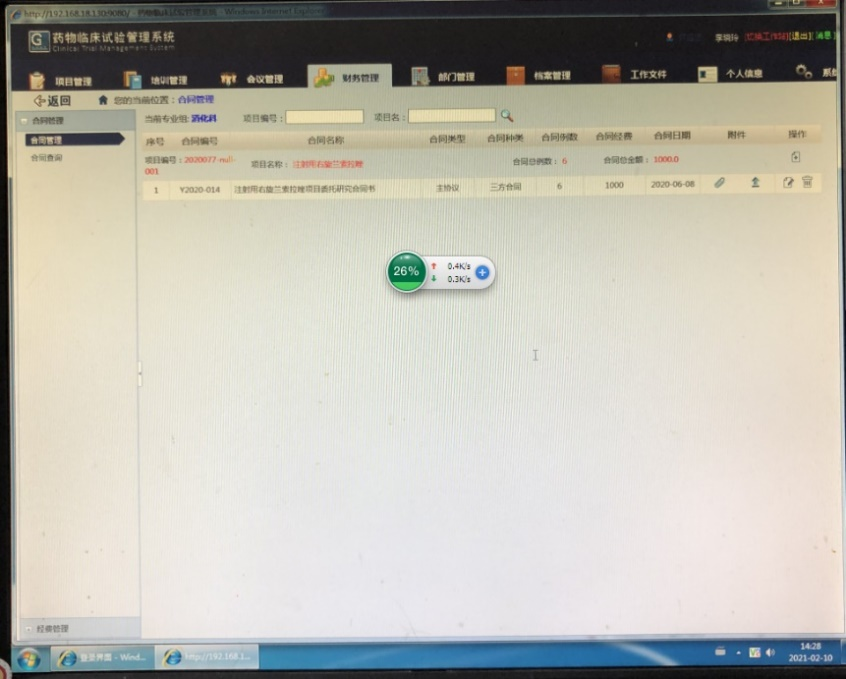 http://192.168.18.130:9080/ - 药物临床试验管理系统 - Windows Internet Explorer
G 药物临床试验管理系统
Clinical Trial Management System
李晓玲 [切换工作站][退出][消息]
项目管理 培训管理 会议管理 财务管理 部门管理 档案管理 工作文件 个人信息 系
返回 您的当前位置：合同管理
合同管理
当前专业组: 消化科 项目编号： 项目名：
合同管理
合同查询
序号 合同编号 合同名称 合同类型 合同种类 合同例数 合同经费 合同日期 附件 操作
项目编号：2020077-null-001 项目名称： 注射用右旋兰索拉唑 合同总例数： 6 合同总金额： 1000.0
1 Y2020-014 注射用右旋兰索拉唑项目委托研究合同书 主协议 三方合同 6 1000 2020-06-08
26% 0.4K/s
0.3K/s
经费管理
登录界面 - Wind... http://192.168.1...
14:28
2021-02-10